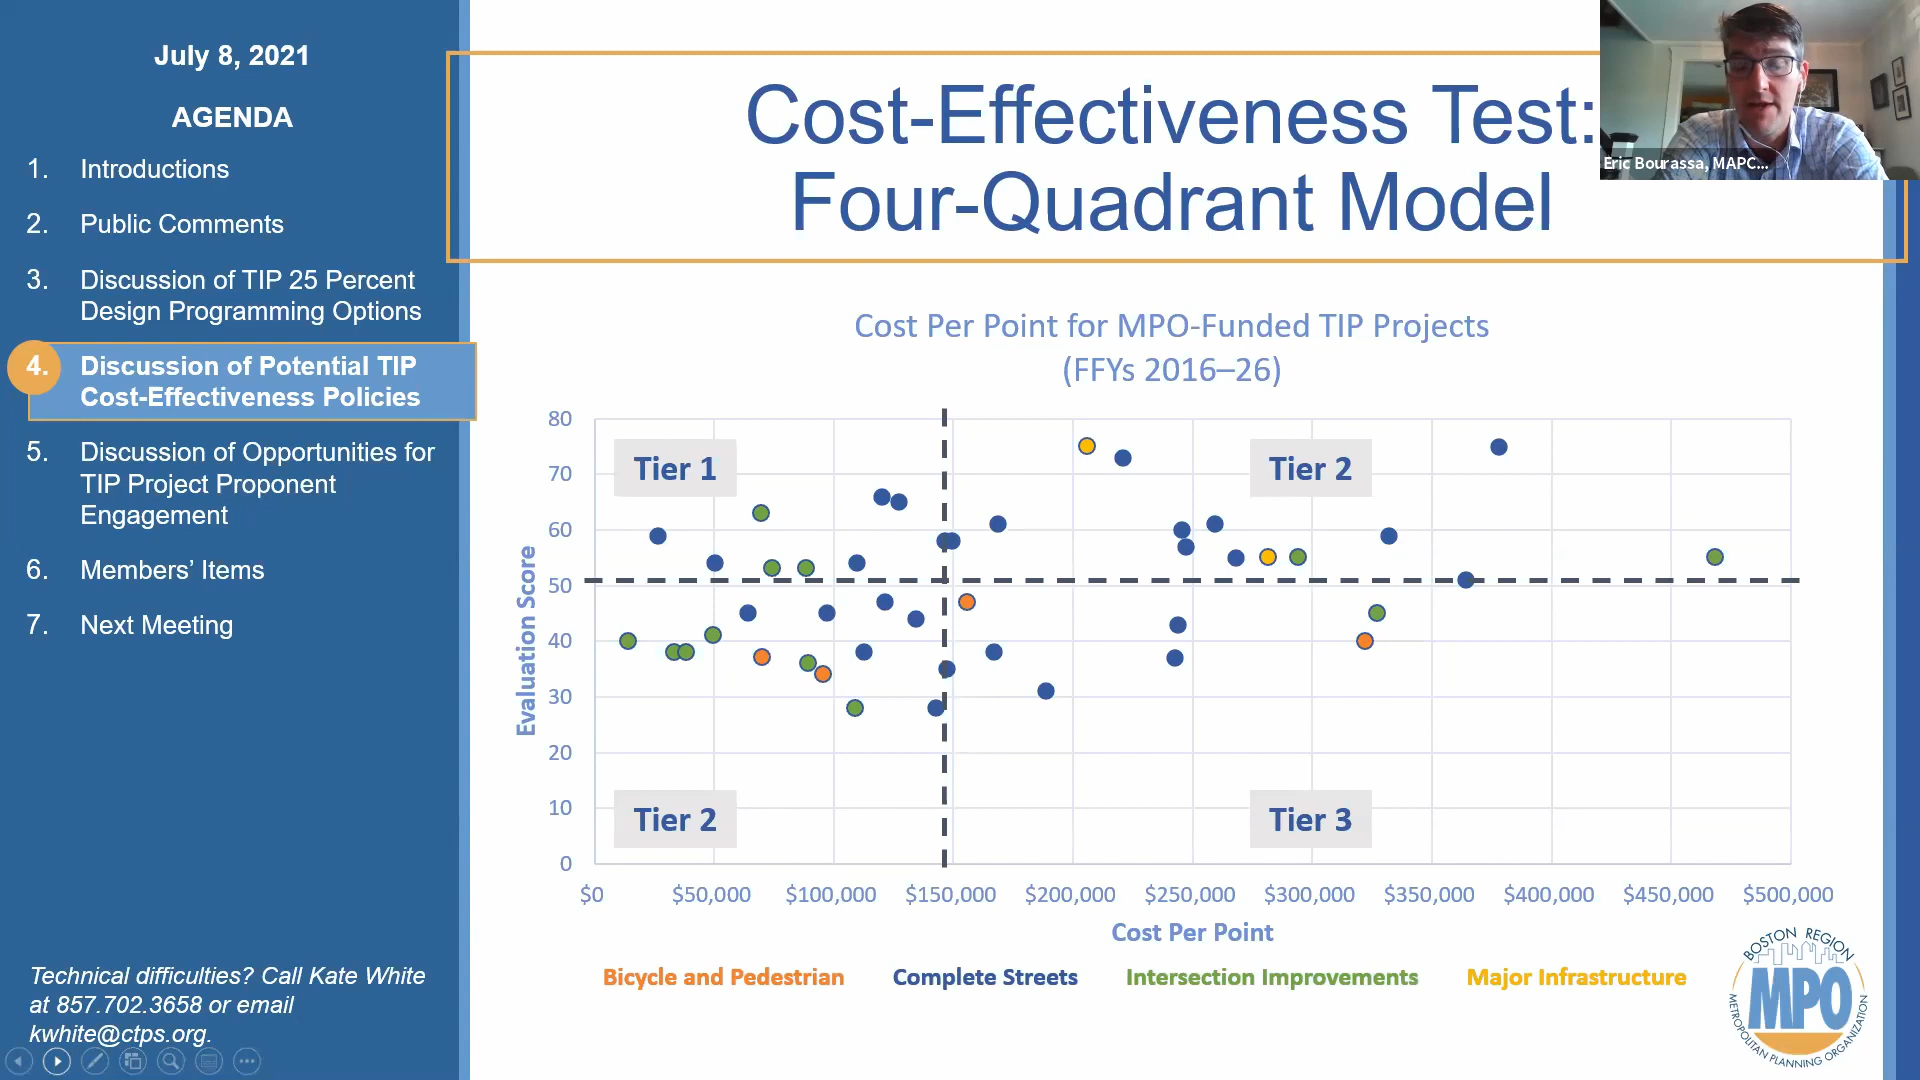 July 8, 2021
AGENDA
1. Introductions
2. Public Comments
3. Discussion of TIP 25 Percent
Design Programming Options
4. Discussion of Potential TIP
Cost-Effectiveness Policies
5. Discussion of Opportunities for
TIP Project Proponent
Engagement
6. Members' Items
7. Next Meeting
Technical difficulties? Call Kate White
at 857.702.3658 or email
kwhite@ctps.org.
Cost-Effectiveness Test:
Four-Quadrant Model
Eric Bourassa, MAPC...
Cost Per Point for MPO-Funded TIP Projects
(FFYs 2016–26)
Evaluation Score
80
70
60
50
40
30
20
10
0
Tier 1
Tier 2
Tier 2
Tier 3
$0 $50,000 $100,000 $150,000 $200,000 $250,000 $300,000 $350,000 $400,000 $450,000 $500,000
Cost Per Point
Bicycle and Pedestrian Complete Streets Intersection Improvements Major Infrastructure
BOSTON REGION
MPO
METROPOLITAN PLANNING ORGANIZATION